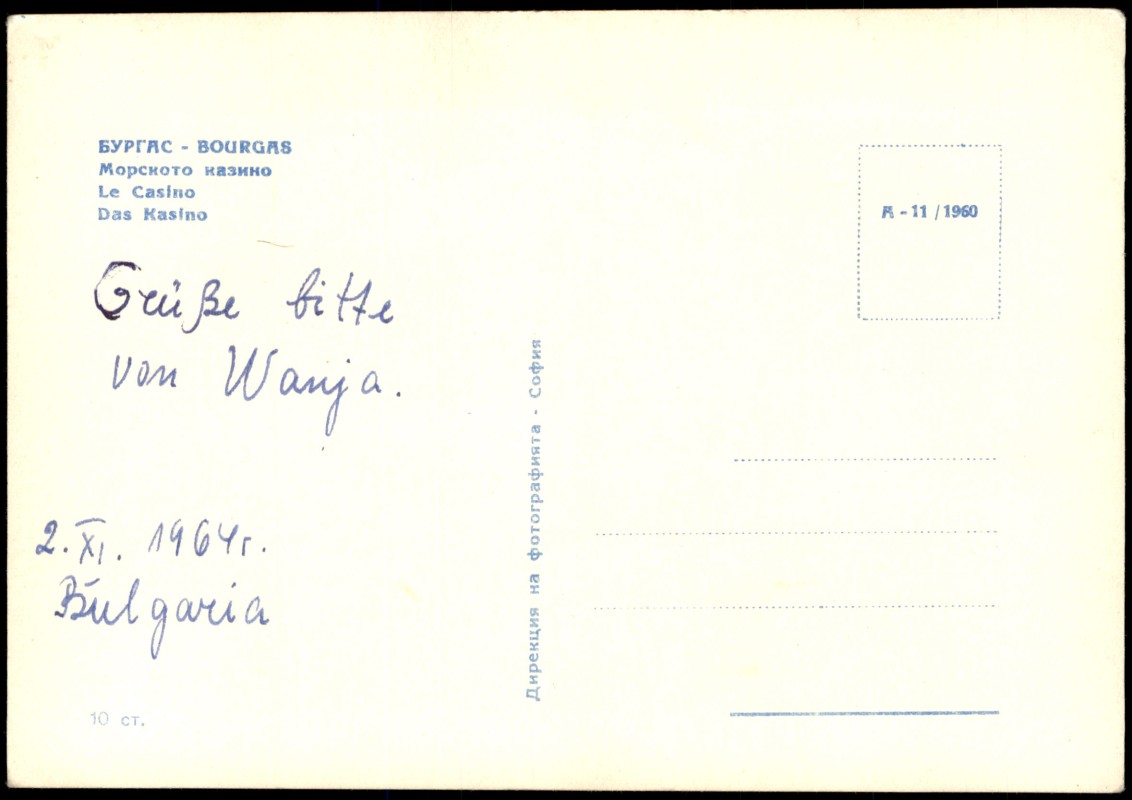 БУРГАС - BOURGAS
Морското казино
Le Casino
Das Kasino
A - 11 / 1960
Grüße bitte
von Wanja.
2. XI. 1964 г.
Bulgaria
10 ст.
Дирекция на фотографията - София